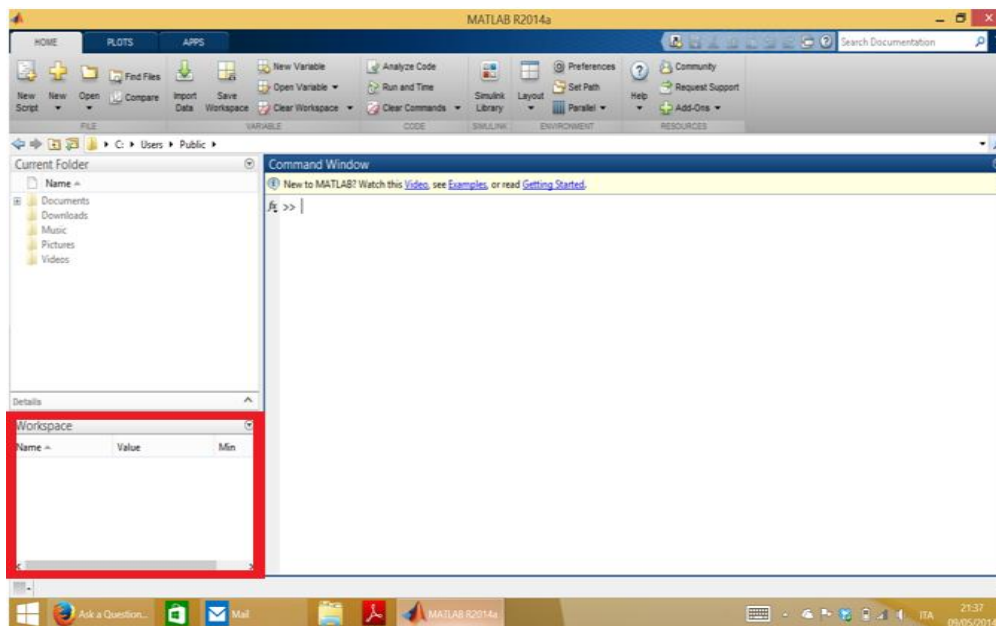 MATLAB R2014a
HOME PLOTS APPS
Search Documentation
New Script
New
Open
Find Files
Compare
Import Data
Save Workspace
New Variable
Open Variable
Clear Workspace
Analyze Code
Run and Time
Clear Commands
Simulink Library
Layout
Preferences
Set Path
Parallel
Help
Community
Request Support
Add-Ons
FILE VARIABLE CODE SIMULINK ENVIRONMENT RESOURCES
C: Users Public
Current Folder
Name
Documents
Downloads
Music
Pictures
Videos
Details
Workspace
Name Value Min
Command Window
New to MATLAB? Watch this Video, see Examples, or read Getting Started.
fx >>
Ask a Question... Mail MATLAB R2014a ITA 21:37
09/05/2014